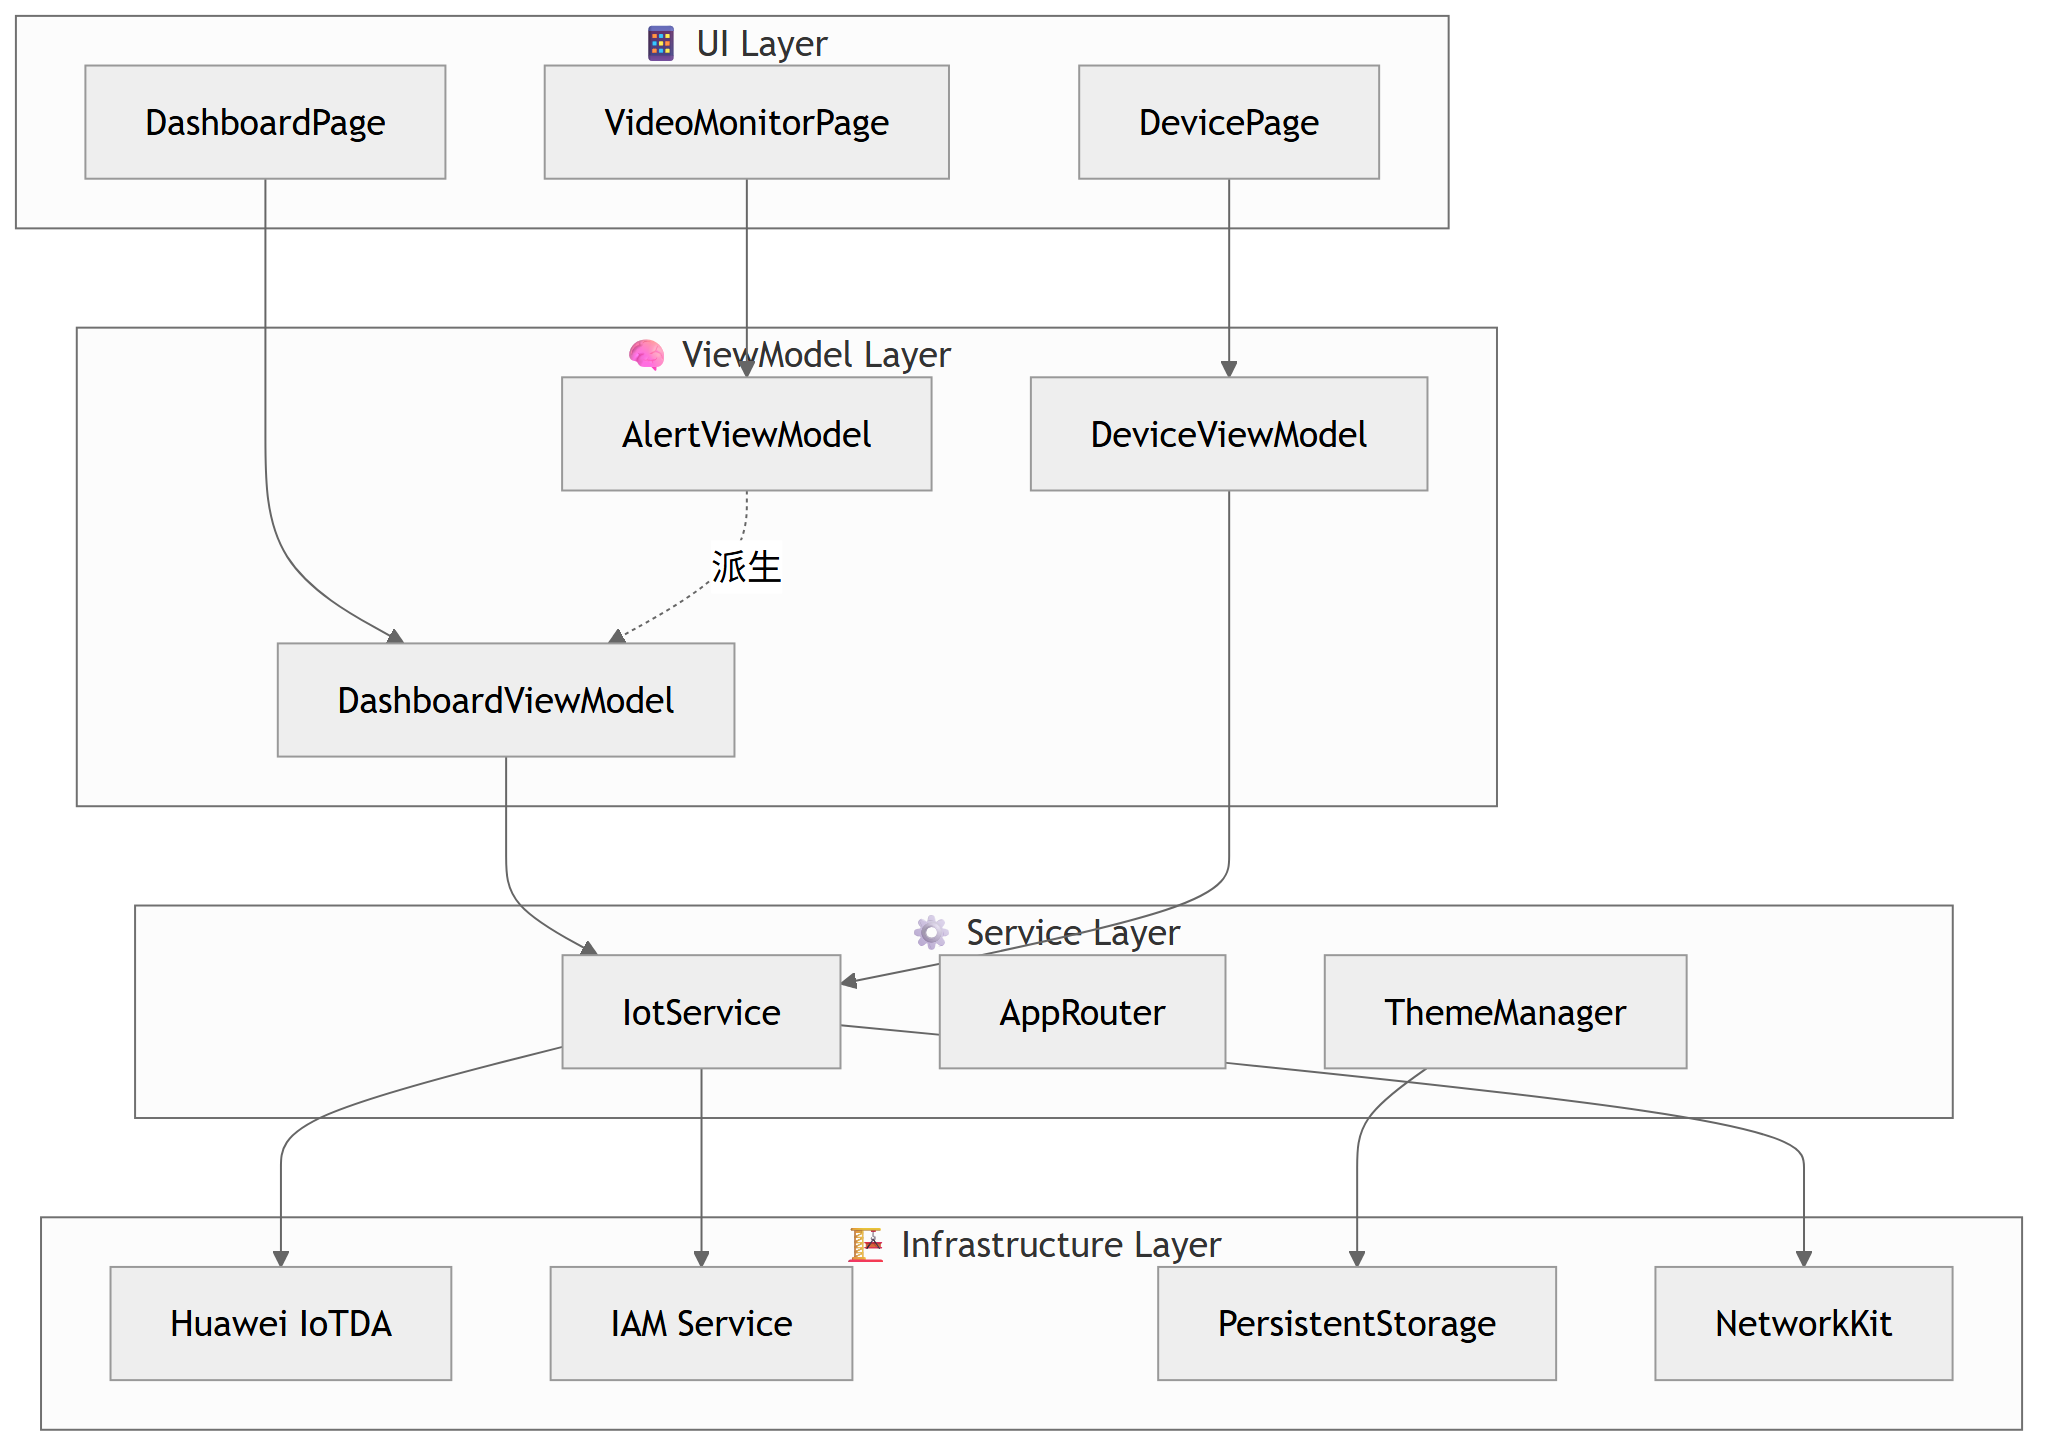 UI Layer
DashboardPage
VideoMonitorPage
DevicePage
ViewModel Layer
AlertViewModel
DeviceViewModel
派生
DashboardViewModel
Service Layer
IotService
AppRouter
ThemeManager
Infrastructure Layer
Huawei IoTDA
IAM Service
PersistentStorage
NetworkKit